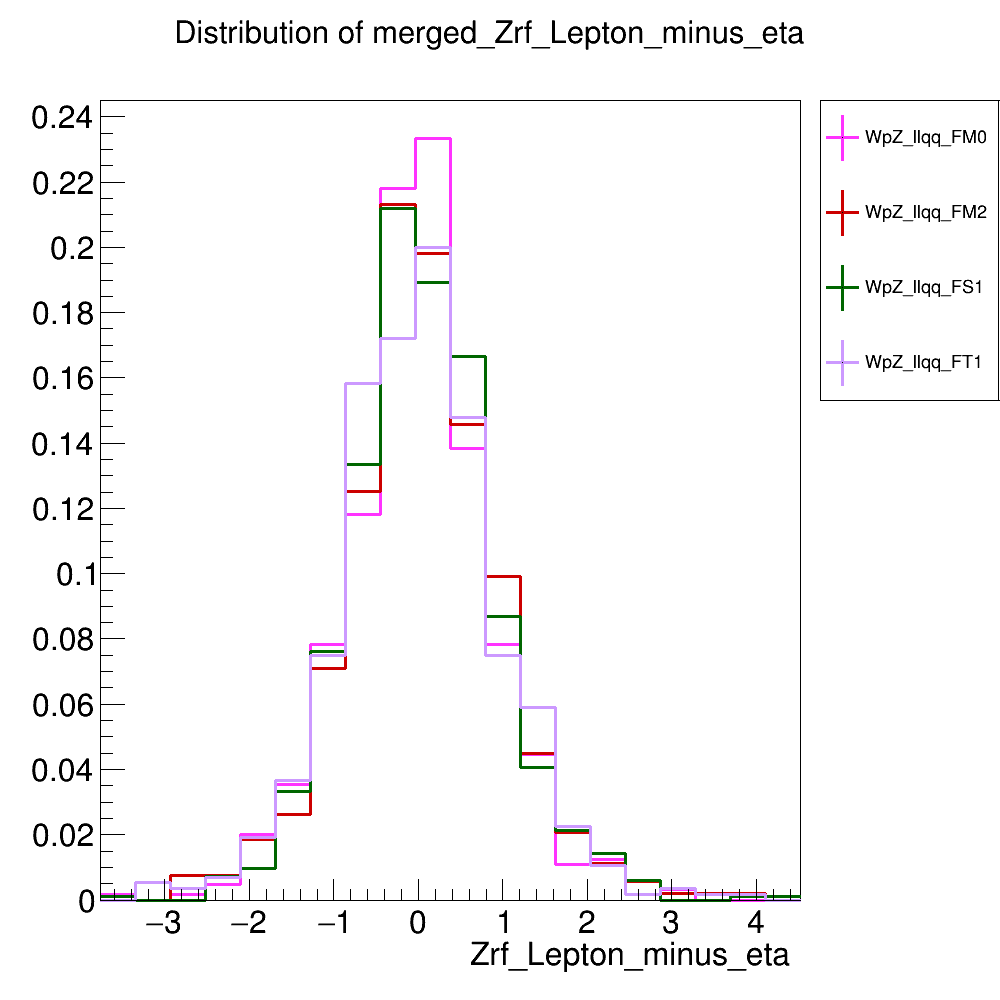 Distribution of merged_Zrf_Lepton_minus_eta
0.24
0.22
0.2
0.18
0.16
0.14
0.12
0.1
0.08
0.06
0.04
0.02
0
−3 −2 −1 0 1 2 3 4
Zrf_Lepton_minus_eta
WpZ_llqq_FM0
WpZ_llqq_FM2
WpZ_llqq_FS1
WpZ_llqq_FT1